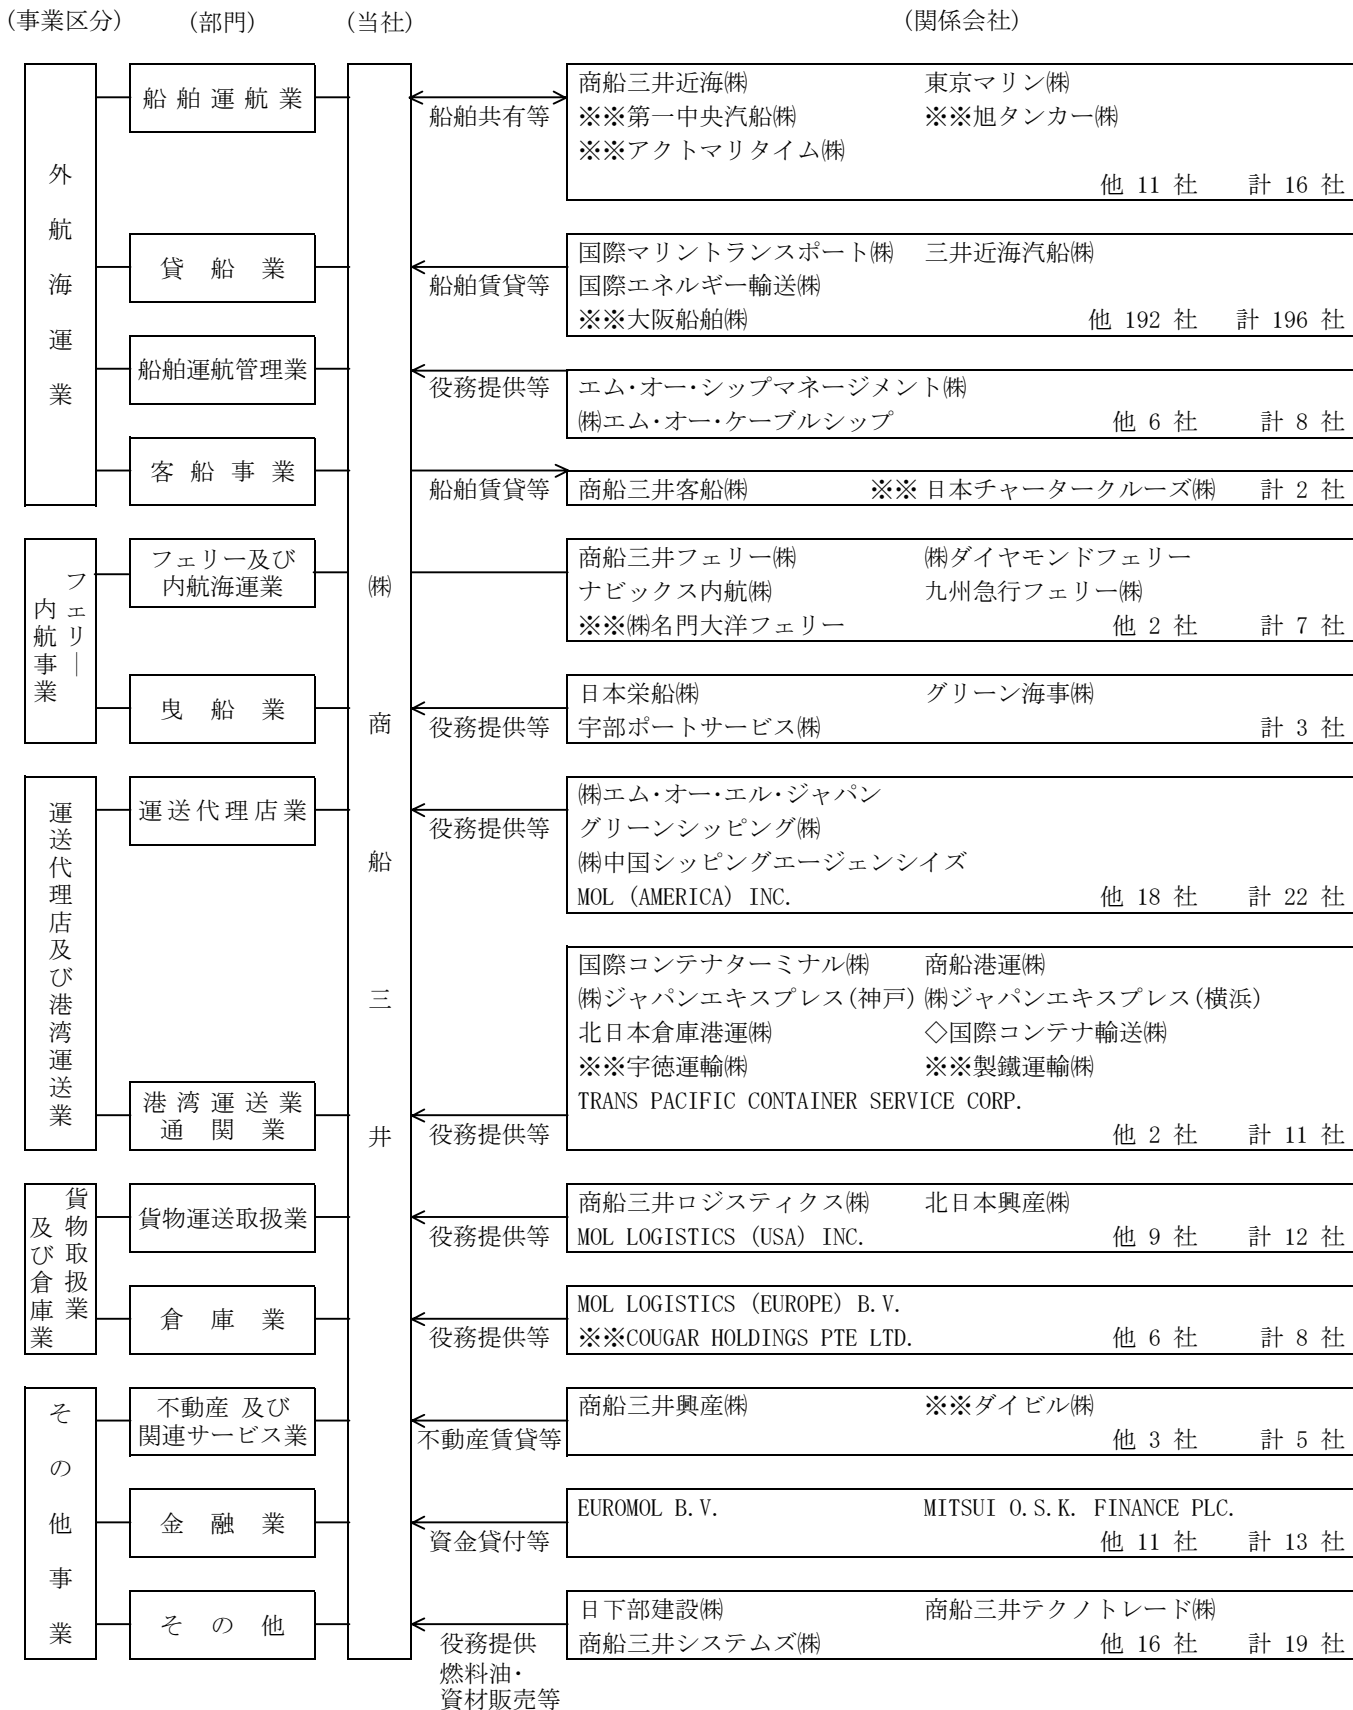 (事業区分) (部門) (当社) (関係会社)
外航海運業
船舶運航業
船舶共有等
商船三井近海㈱ 東京マリン㈱
※※第一中央汽船㈱ ※※旭タンカー㈱
※※アクトマリタイム㈱
他 11 社 計 16 社
貸船業
船舶賃貸等
国際マリントランスポート㈱ 三井近海汽船㈱
国際エネルギー輸送㈱
※※大阪船舶㈱ 他 192 社 計 196 社
船舶運航管理業
役務提供等
エム・オー・シップマネージメント㈱
㈱エム・オー・ケーブルシップ 他 6 社 計 8 社
客船事業
船舶賃貸等
商船三井客船㈱ ※※ 日本チャータークルーズ㈱ 計 2 社
㈱商船三井
フェリー
内航事業
フェリー及び
内航海運業
商船三井フェリー㈱ ㈱ダイヤモンドフェリー
ナビックス内航㈱ 九州急行フェリー㈱
※※㈱名門大洋フェリー 他 2 社 計 7 社
曳船業
役務提供等
日本栄船㈱ グリーン海事㈱
宇部ポートサービス㈱ 計 3 社
運送代理店及び港湾運送業
運送代理店業
役務提供等
㈱エム・オー・エル・ジャパン
グリーンシッピング㈱
㈱中国シッピングエージェンシイズ
MOL (AMERICA) INC. 他 18 社 計 22 社
港湾運送業
通関業
役務提供等
国際コンテナターミナル㈱ 商船港運㈱
㈱ジャパンエキスプレス(神戸) ㈱ジャパンエキスプレス(横浜)
北日本倉庫港運㈱ ◇国際コンテナ輸送㈱
※※宇徳運輸㈱ ※※製鐵運輸㈱
TRANS PACIFIC CONTAINER SERVICE CORP.
他 2 社 計 11 社
貨物取扱業
及び倉庫業
貨物運送取扱業
役務提供等
商船三井ロジスティクス㈱ 北日本興産㈱
MOL LOGISTICS (USA) INC. 他 9 社 計 12 社
倉庫業
役務提供等
MOL LOGISTICS (EUROPE) B.V.
※※COUGAR HOLDINGS PTE LTD. 他 6 社 計 8 社
その他事業
不動産 及び
関連サービス業
不動産賃貸等
商船三井興産㈱ ※※ダイビル㈱
他 3 社 計 5 社
金融業
資金貸付等
EUROMOL B.V. MITSUI O.S.K. FINANCE PLC.
他 11 社 計 13 社
その他
役務提供
燃料油・
資材販売等
日下部建設㈱ 商船三井テクノトレード㈱
商船三井システムズ㈱ 他 16 社 計 19 社